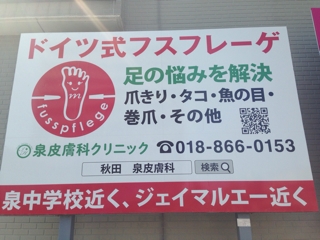 ドイツ式フスフレーゲ
fusspflege
足の悩みを解決
爪きり・タコ・魚の目・
巻爪・その他
泉皮膚科クリニック
☎018-866-0153
秋田 泉皮膚科 検索
泉中学校近く、ジェイマルエー近く